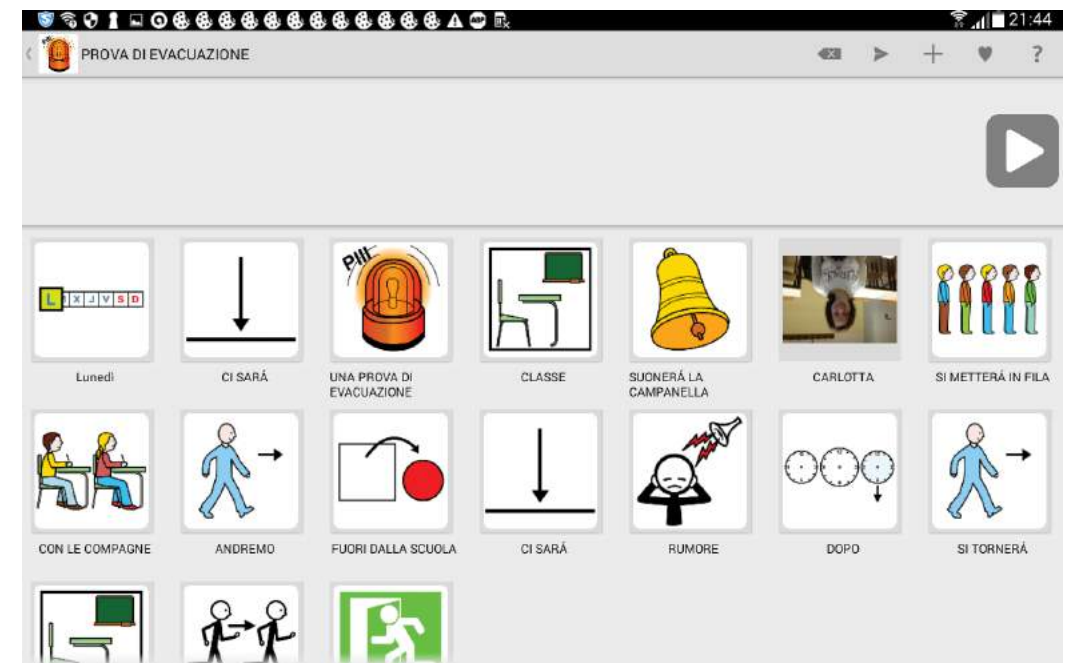 21:44
PROVA DI EVACUAZIONE
?
PIII
L X J V S D
Lunedì
CI SARÁ
UNA PROVA DI
EVACUAZIONE
CLASSE
SUONERÁ LA
CAMPANELLA
CARLOTTA
SI METTERÁ IN FILA
CON LE COMPAGNE
ANDREMO
FUORI DALLA SCUOLA
CI SARÁ
RUMORE
DOPO
SI TORNERÁ